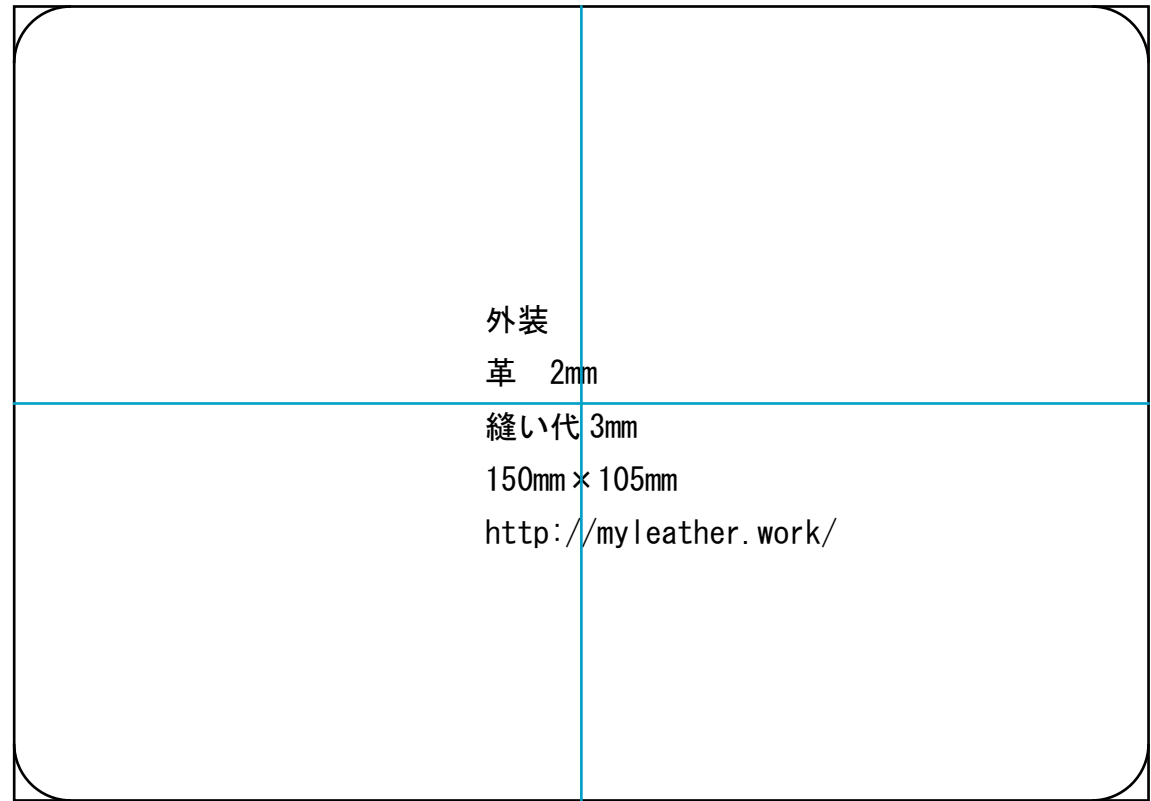 外装
革　2mm
縫い代 3mm
150mm×105mm
http://myleather.work/